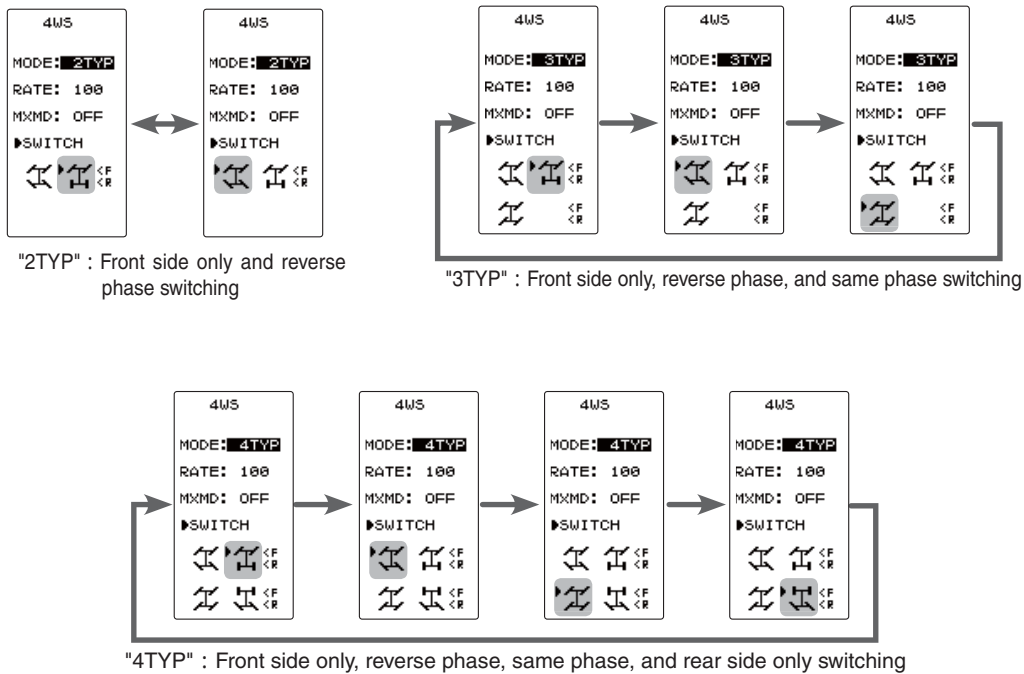 4WS
MODE: 2TYP
RATE: 100
MXMD: OFF
▶SWITCH
<F
<R
4WS
MODE: 2TYP
RATE: 100
MXMD: OFF
▶SWITCH
<F
<R
"2TYP" : Front side only and reverse
phase switching
4WS
MODE: 3TYP
RATE: 100
MXMD: OFF
▶SWITCH
<F
<R
<F
<R
4WS
MODE: 3TYP
RATE: 100
MXMD: OFF
▶SWITCH
<F
<R
<F
<R
4WS
MODE: 3TYP
RATE: 100
MXMD: OFF
▶SWITCH
<F
<R
<F
<R
"3TYP" : Front side only, reverse phase, and same phase switching
4WS
MODE: 4TYP
RATE: 100
MXMD: OFF
▶SWITCH
<F
<R
<F
<R
4WS
MODE: 4TYP
RATE: 100
MXMD: OFF
▶SWITCH
<F
<R
<F
<R
4WS
MODE: 4TYP
RATE: 100
MXMD: OFF
▶SWITCH
<F
<R
<F
<R
4WS
MODE: 4TYP
RATE: 100
MXMD: OFF
▶SWITCH
<F
<R
<F
<R
"4TYP" : Front side only, reverse phase, same phase, and rear side only switching